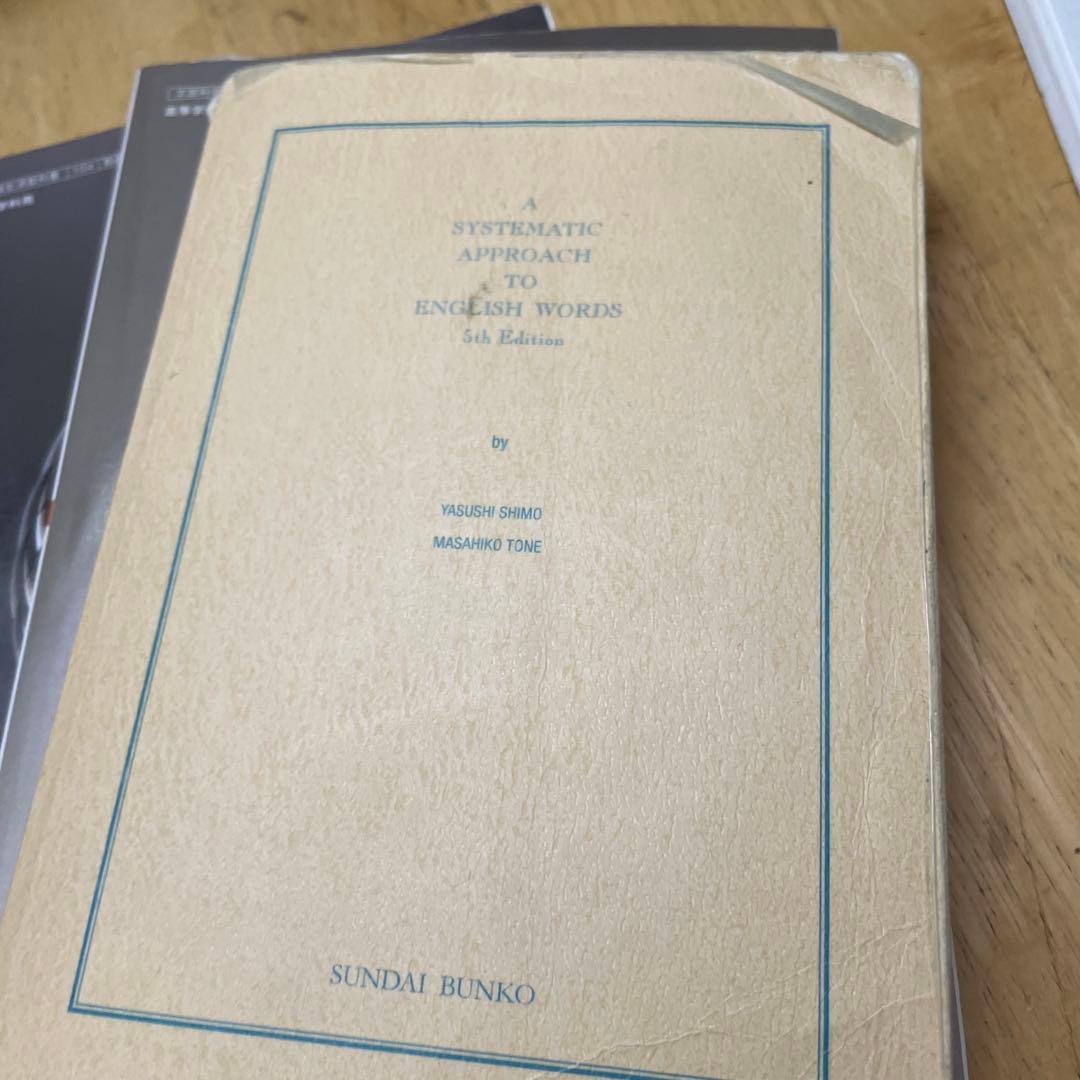 A
SYSTEMATIC
APPROACH
TO
ENGLISH WORDS
5th Edition
by
YASUSHI SHIMO
MASAHIKO TONE
SUNDAI BUNKO